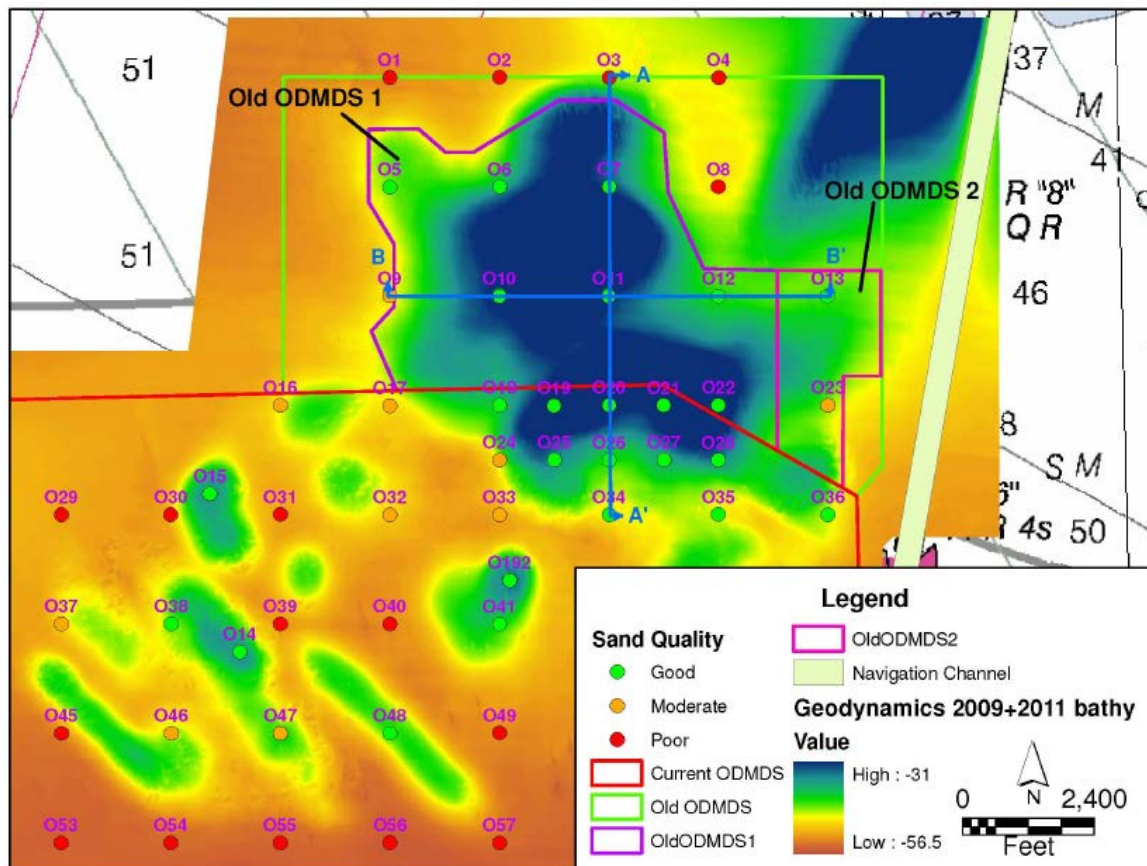 51
51
37
M
41
R "8"
Q R
46
8
S M
6"
R 4s 50
O1
O2
O3
O4
A
Old ODMDS 1
O5
O6
O7
O8
Old ODMDS 2
B
B'
O9
O10
O11
O12
O13
O16
O17
O18
O19
O20
O21
O22
O23
O24
O25
O26
O27
O28
O15
O29
O30
O31
O32
O33
O34
A'
O35
O36
O192
O37
O38
O39
O40
O41
O14
O45
O46
O47
O48
O49
O53
O54
O55
O56
O57
Legend
Sand Quality
Good
Moderate
Poor
Current ODMDS
Old ODMDS
OldODMDS1
OldODMDS2
Navigation Channel
Geodynamics 2009+2011 bathy
Value
High : -31
Low : -56.5
N
0 2,400
Feet